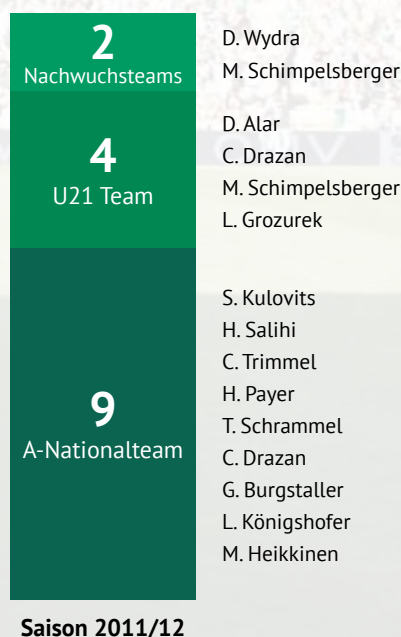 2
Nachwuchsteams
D. Wydra
M. Schimpelsberger
4
U21 Team
D. Alar
C. Drazan
M. Schimpelsberger
L. Grozurek
9
A-Nationalteam
S. Kulovits
H. Salihi
C. Trimmel
H. Payer
T. Schrammel
C. Drazan
G. Burgstaller
L. Königshofer
M. Heikkinen
Saison 2011/12